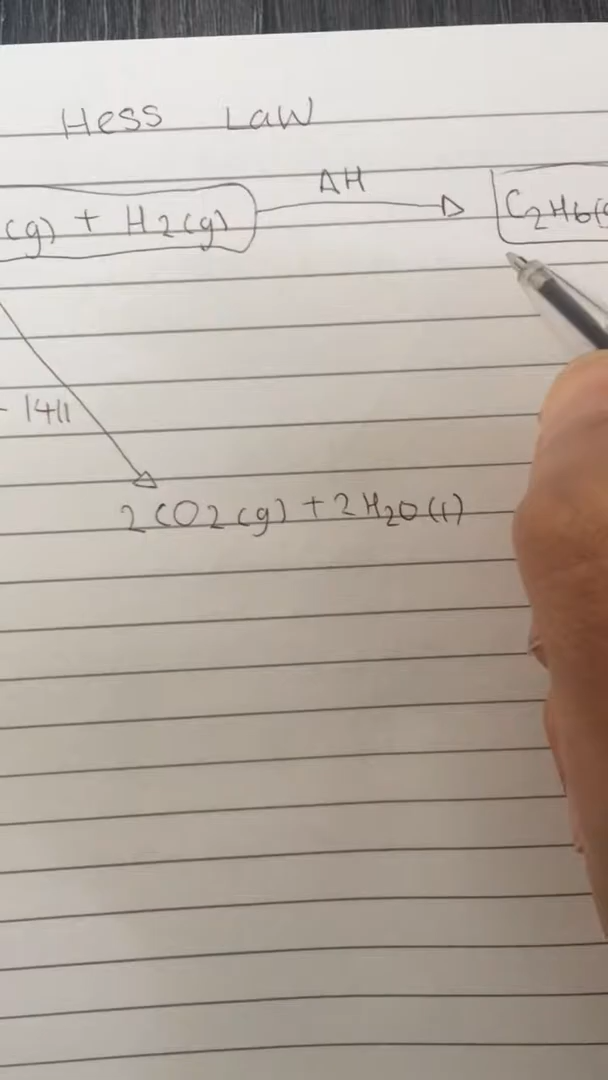 Hess Law
ΔH
(g) + H2(g) C2H6(g
- 1411
2CO2(g) + 2H2O(l)